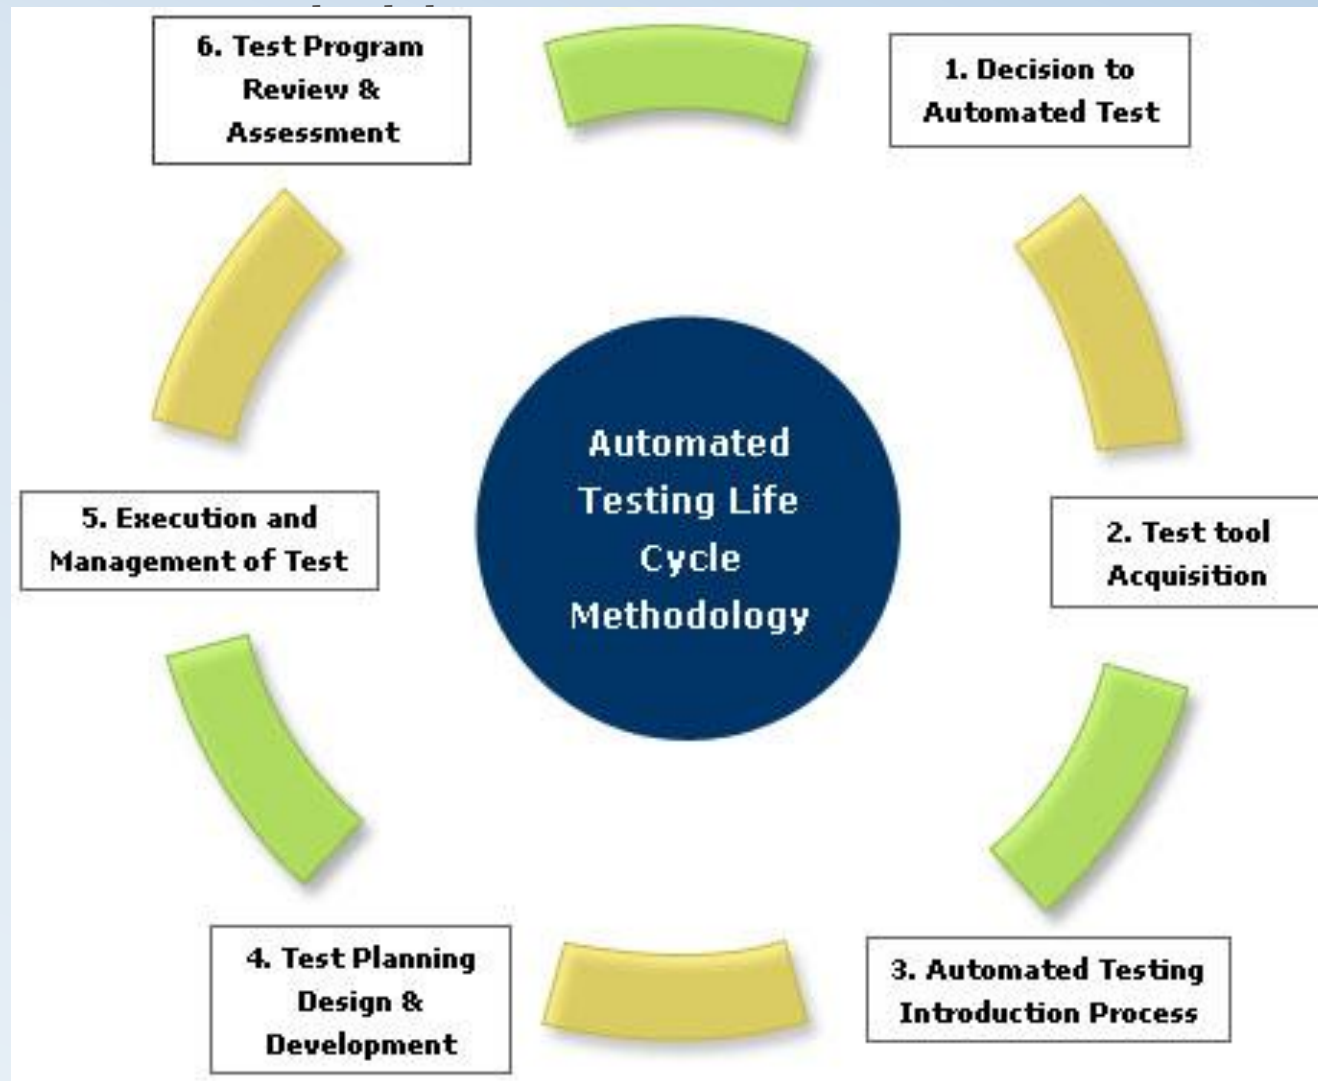 6. Test Program
Review &
Assessment
1. Decision to
Automated Test
Automated
Testing Life
Cycle
Methodology
5. Execution and
Management of Test
2. Test tool
Acquisition
4. Test Planning
Design &
Development
3. Automated Testing
Introduction Process